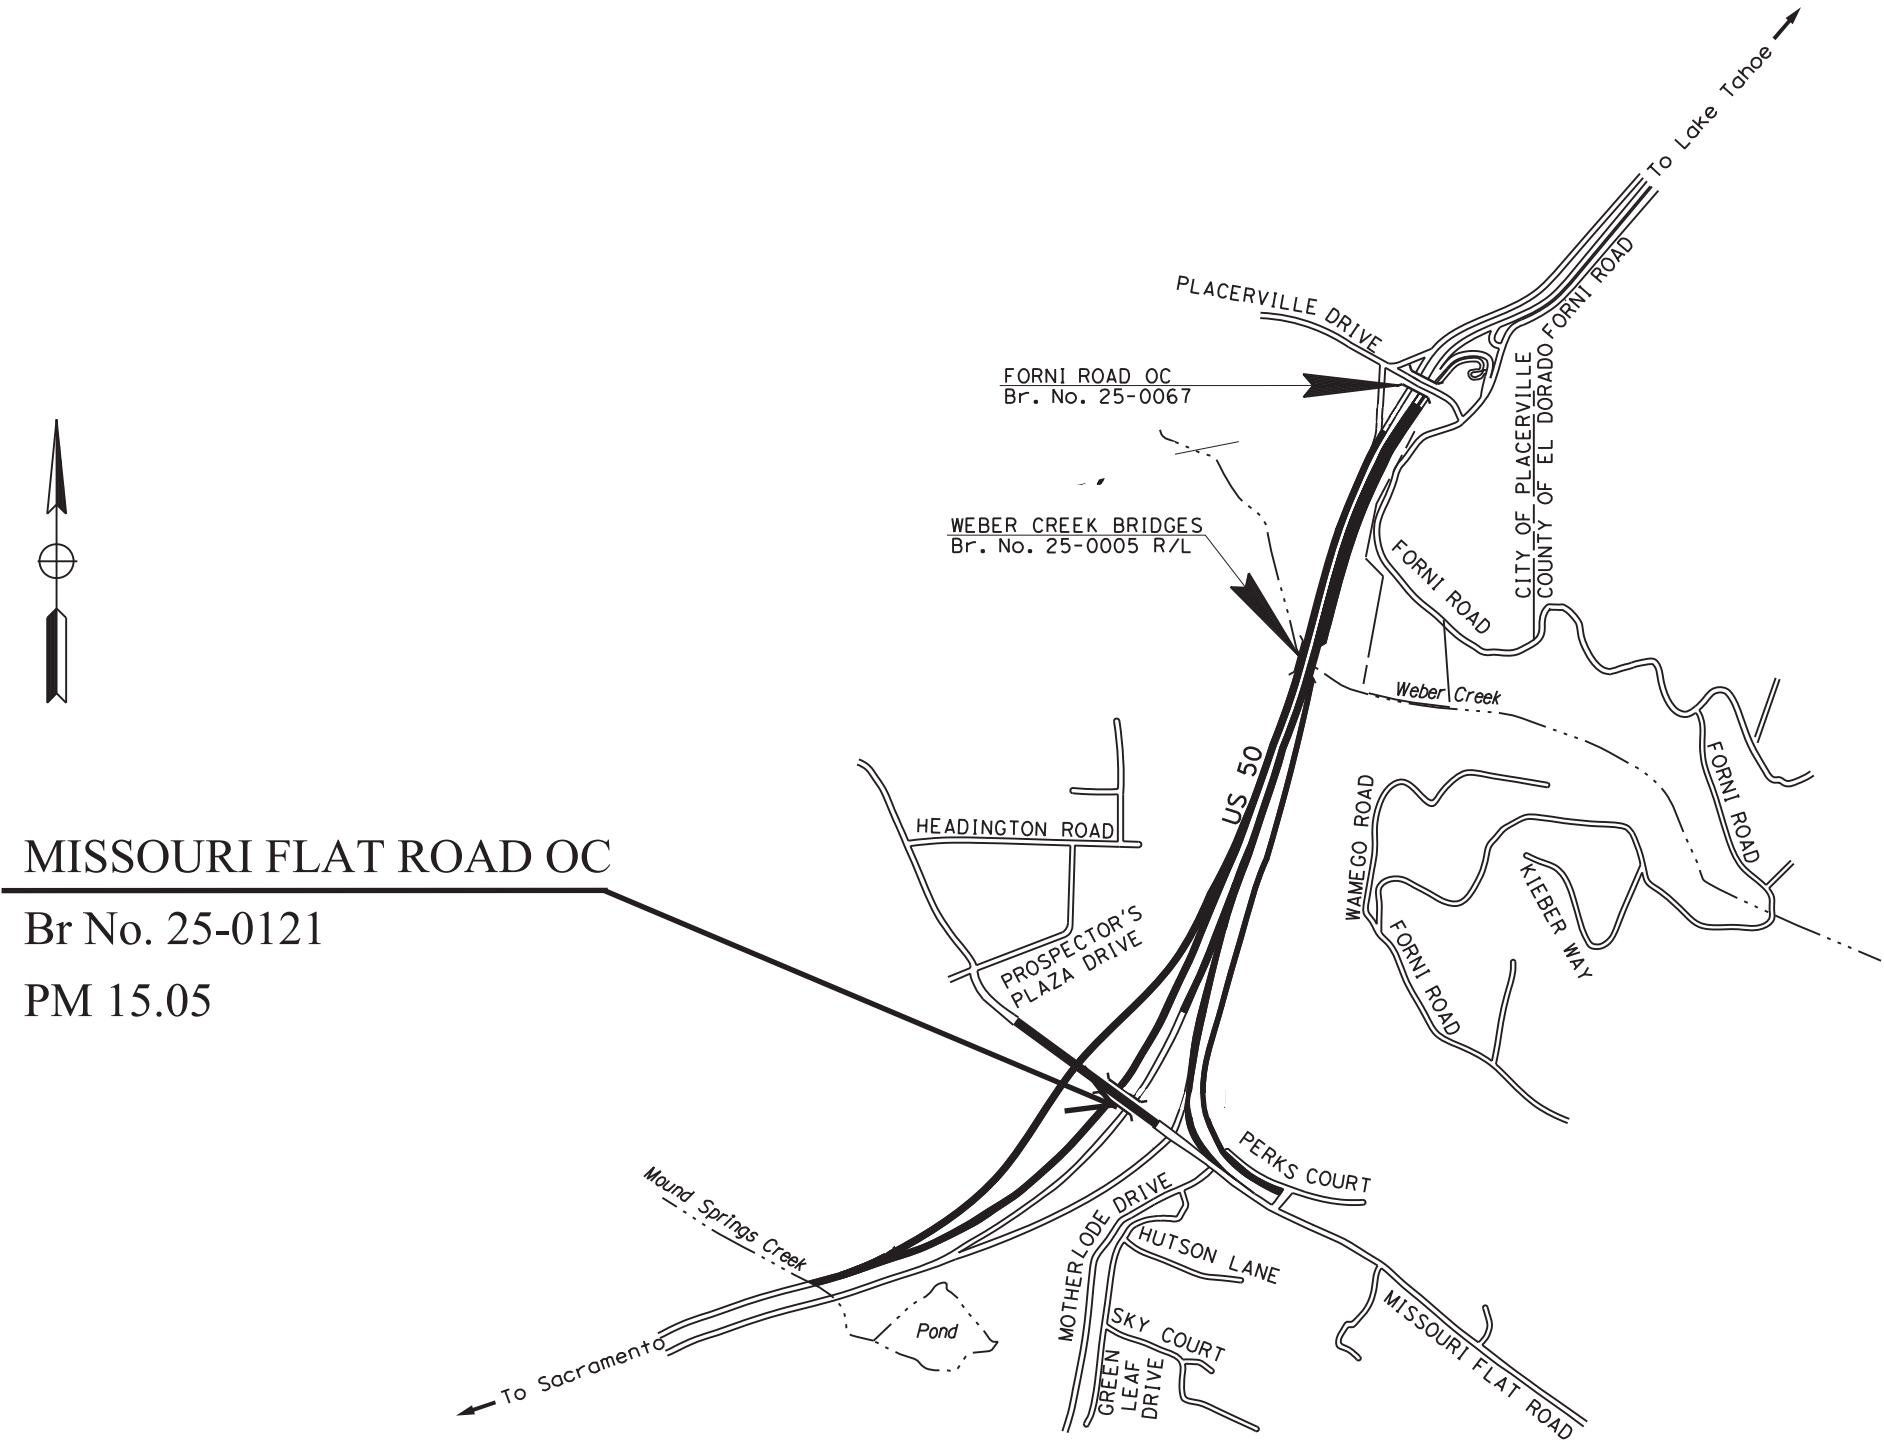 To Lake Tahoe
FORNI ROAD
PLACERVILLE DRIVE
FORNI ROAD OC
Br. No. 25-0067
CITY OF PLACERVILLE
COUNTY OF EL DORADO
WEBER CREEK BRIDGES
Br. No. 25-0005 R/L
FORNI ROAD
Weber Creek
US 50
FORNI ROAD
WAMEGO ROAD
HEADINGTON ROAD
KIEBER WAY
MISSOURI FLAT ROAD OC
Br No. 25-0121
PM 15.05
PROSPECTOR'S
PLAZA DRIVE
FORNI ROAD
PERKS COURT
Mound Springs Creek
MOTHERLODE DRIVE
HUTSON LANE
Pond
SKY COURT
GREEN
LEAF
DRIVE
MISSOURI FLAT ROAD
To Sacramento